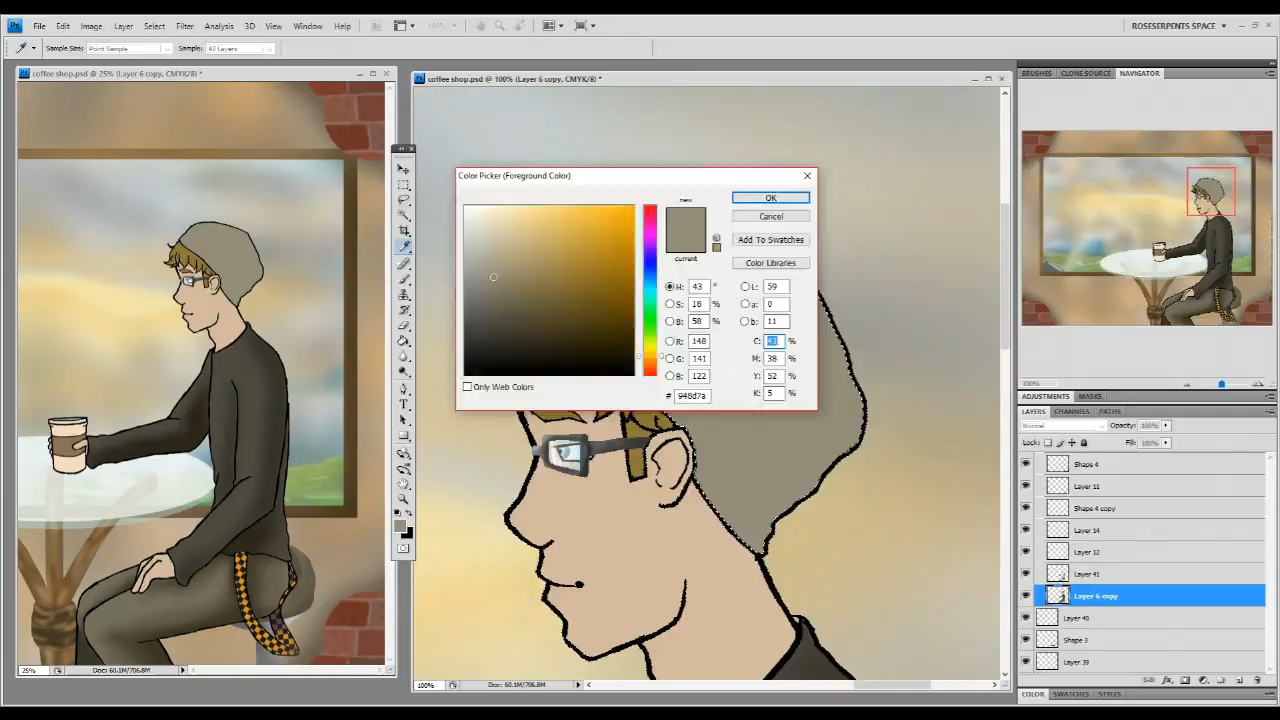 Ps File Edit Image Layer Select Filter Analysis 3D View Window Help Br 100% ROSESERPENTS SPACE
Sample Size: Point Sample Sample: All Layers
coffee shop.psd @ 25% (Layer 6 copy, CMYK/8) *
coffee shop.psd @ 100% (Layer 6 copy, CMYK/8) *
BRUSHES CLONE SOURCE NAVIGATOR
Color Picker (Foreground Color)
new
current
OK
Cancel
Add To Swatches
Color Libraries
H: 43 °
S: 18 %
B: 58 %
R: 148
G: 141
B: 122
# 948d7a
L: 59
a: 0
b: 11
C: 43 %
M: 38 %
Y: 52 %
K: 5 %
Only Web Colors
100%
ADJUSTMENTS MASKS
LAYERS CHANNELS PATHS
Normal Opacity: 100%
Lock: Fill: 100%
Shape 4
Layer 11
Shape 4 copy
Layer 14
Layer 12
Layer 41
Layer 6 copy
Layer 40
Shape 3
Layer 39
COLOR SWATCHES STYLES
25% Doc: 60.1M/706.8M
100% Doc: 60.1M/706.8M